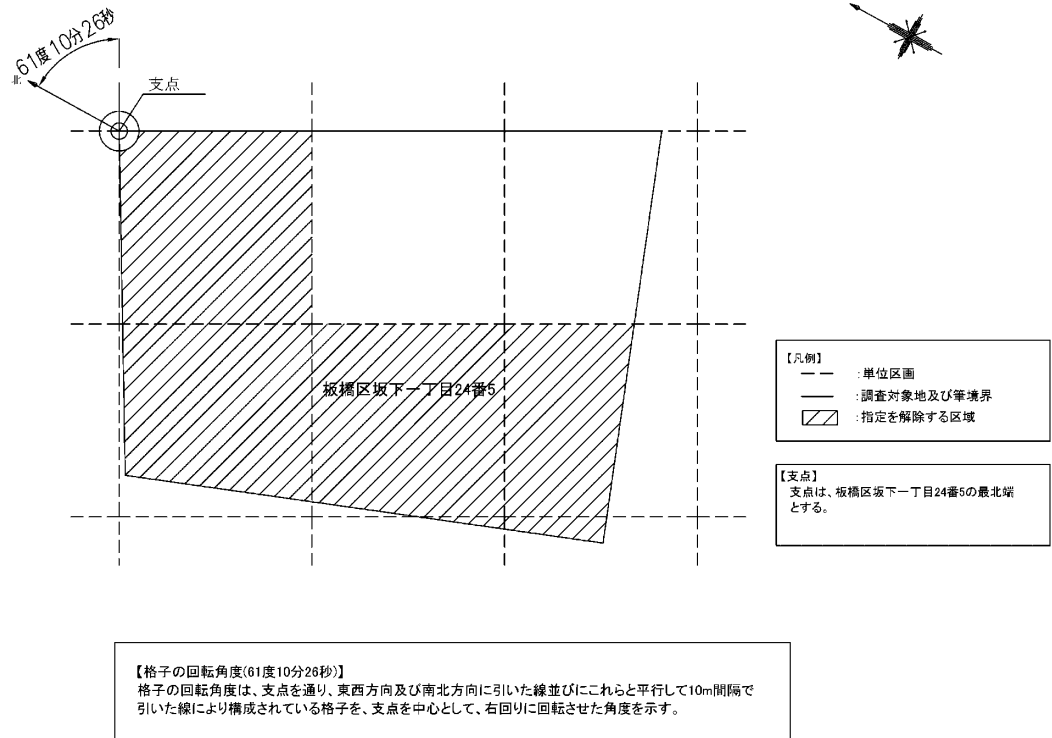 61度10分26秒
北
支点
板橋区坂下一丁目24番5
【凡例】
:単位区画
:調査対象地及び筆境界
:指定を解除する区域
【支点】
支点は、板橋区坂下一丁目24番5の最北端
とする。
【格子の回転角度(61度10分26秒)】
格子の回転角度は、支点を通り、東西方向及び南北方向に引いた線並びにこれらと平行して10m間隔で
引いた線により構成されている格子を、支点を中心として、右回りに回転させた角度を示す。